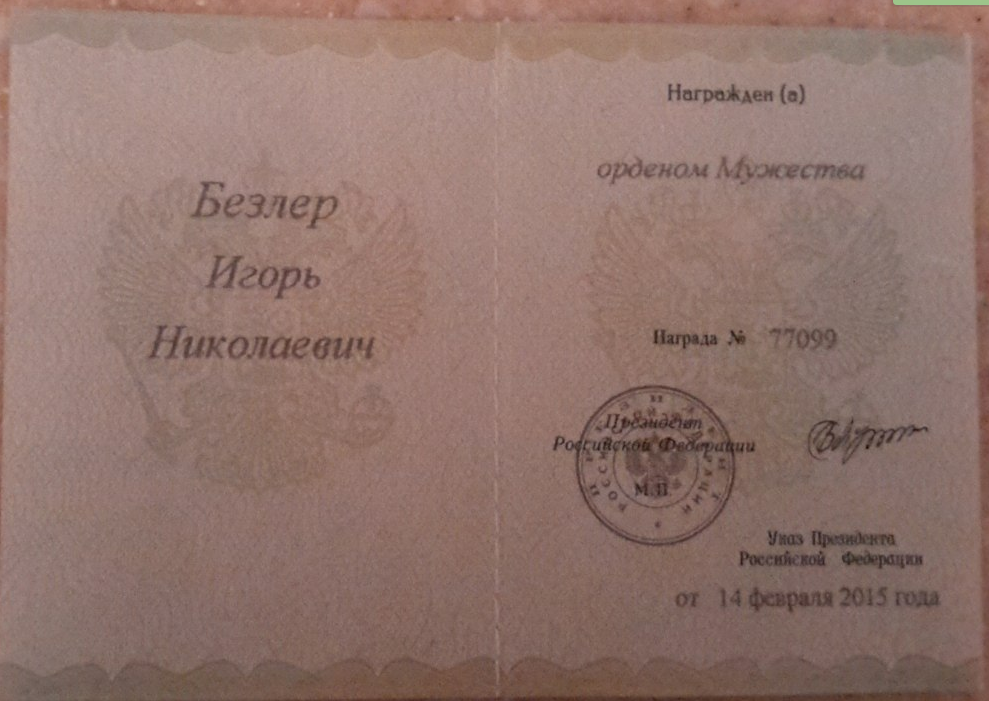 Безлер
Игорь
Николаевич
Награжден (а)
орденом Мужества
Награда № 77099
Президент
Российской Федерации
М.П.
Указ Президента
Российской Федерации
от 14 февраля 2015 года